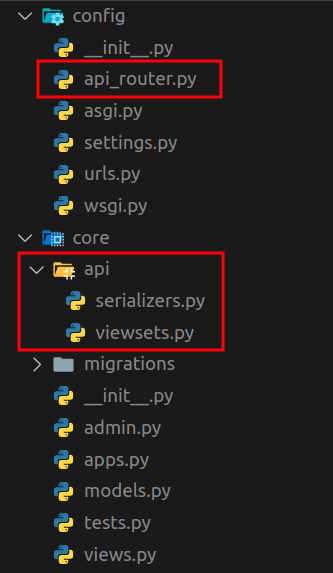 config
__init__.py
api_router.py
asgi.py
settings.py
urls.py
wsgi.py
core
api
serializers.py
viewsets.py
migrations
__init__.py
admin.py
apps.py
models.py
tests.py
views.py